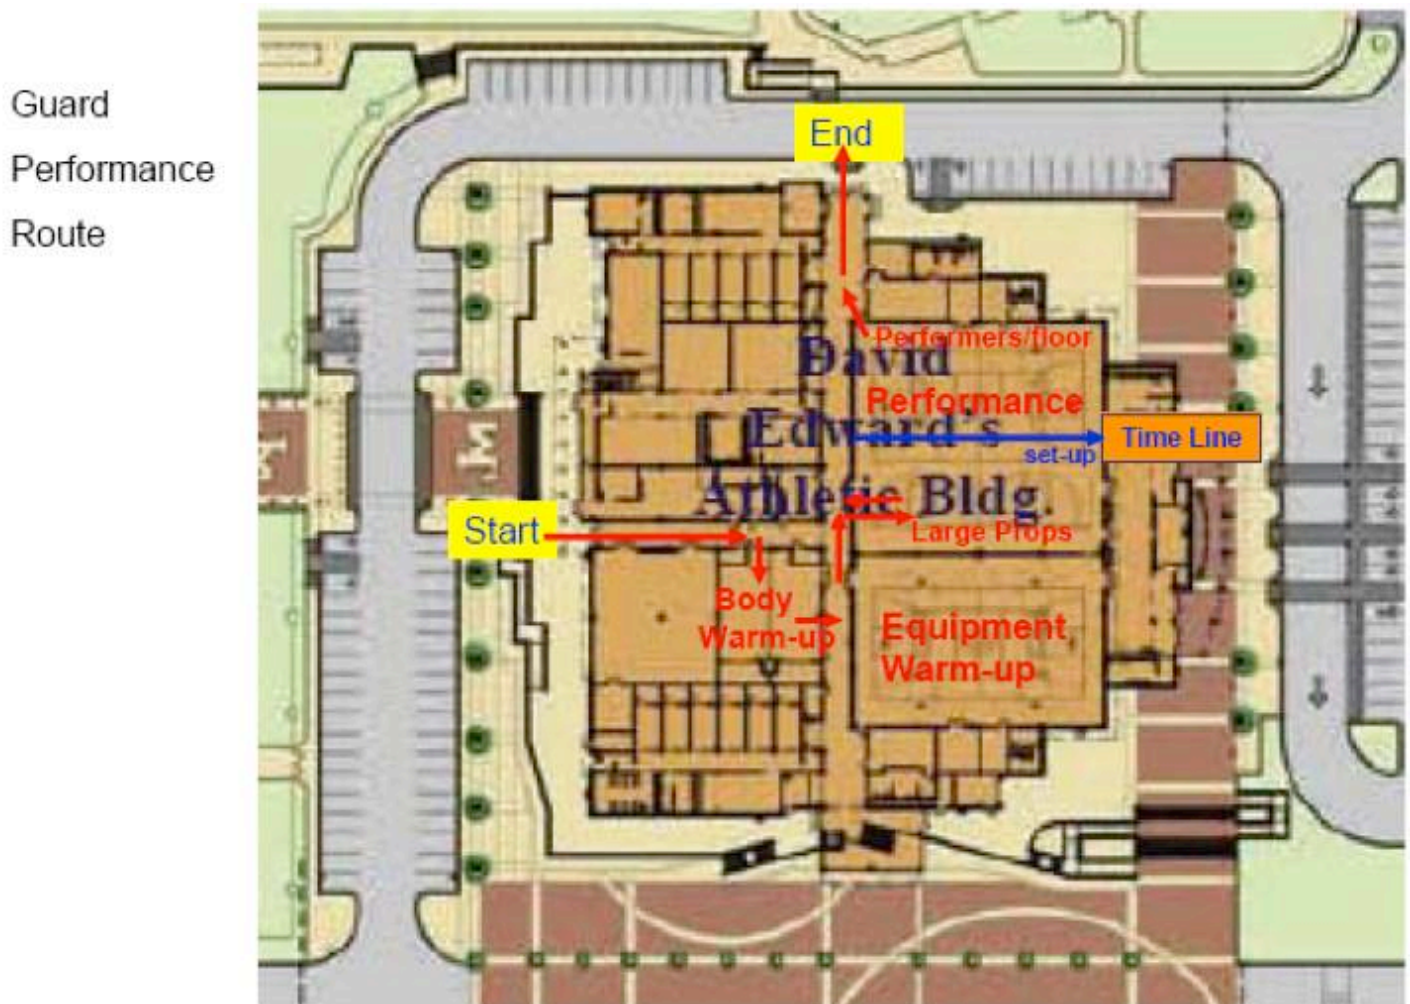 Guard
Performance
Route
End
Performers/floor
David
Performance
Edward's
Time Line
set-up
Athletic Bldg.
Start
Large Props
Body
Warm-up
Equipment
Warm-up
M